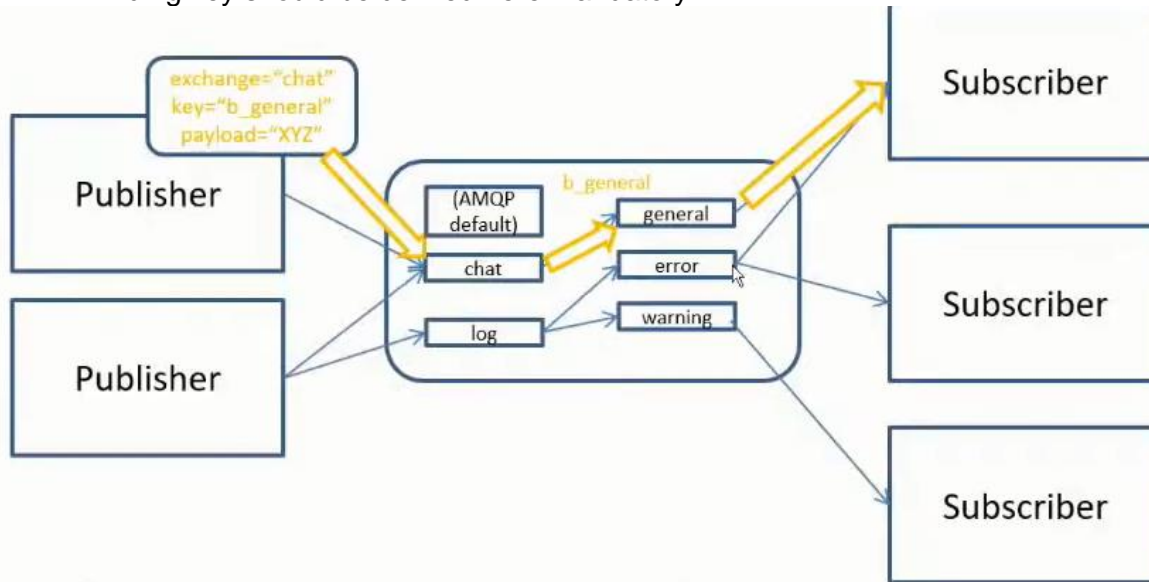 exchange="chat"
key="b_general"
payload="XYZ"
Publisher
Publisher
(AMQP
default)
chat
log
b_general
general
error
warning
Subscriber
Subscriber
Subscriber